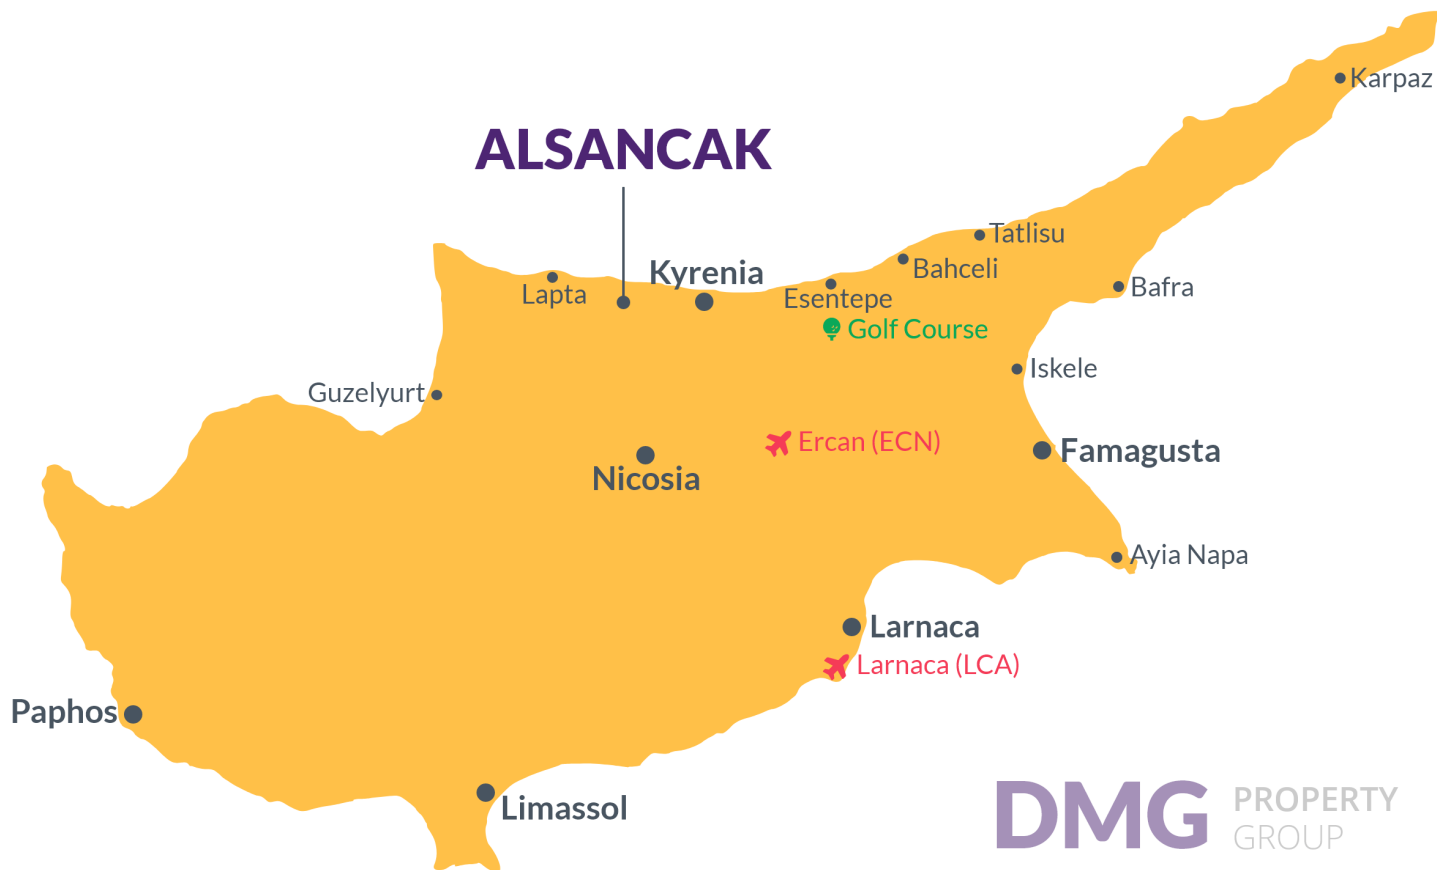 Karpaz
ALSANCAK
Tatlisu
Kyrenia
Bahceli
Lapta
Esentepe
Bafra
Golf Course
Iskele
Guzelyurt
Ercan (ECN)
Famagusta
Nicosia
Ayia Napa
Larnaca
Larnaca (LCA)
Paphos
Limassol
DMG PROPERTY
GROUP